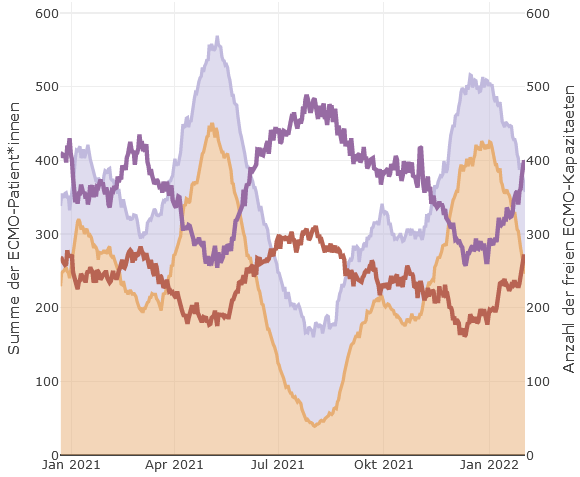 Summe der ECMO-Patient*innen
600
500
400
300
200
100
0
600
500
400
300
200
100
0
Anzahl der freien ECMO-Kapazitaeten
Jan 2021
Apr 2021
Jul 2021
Okt 2021
Jan 2022